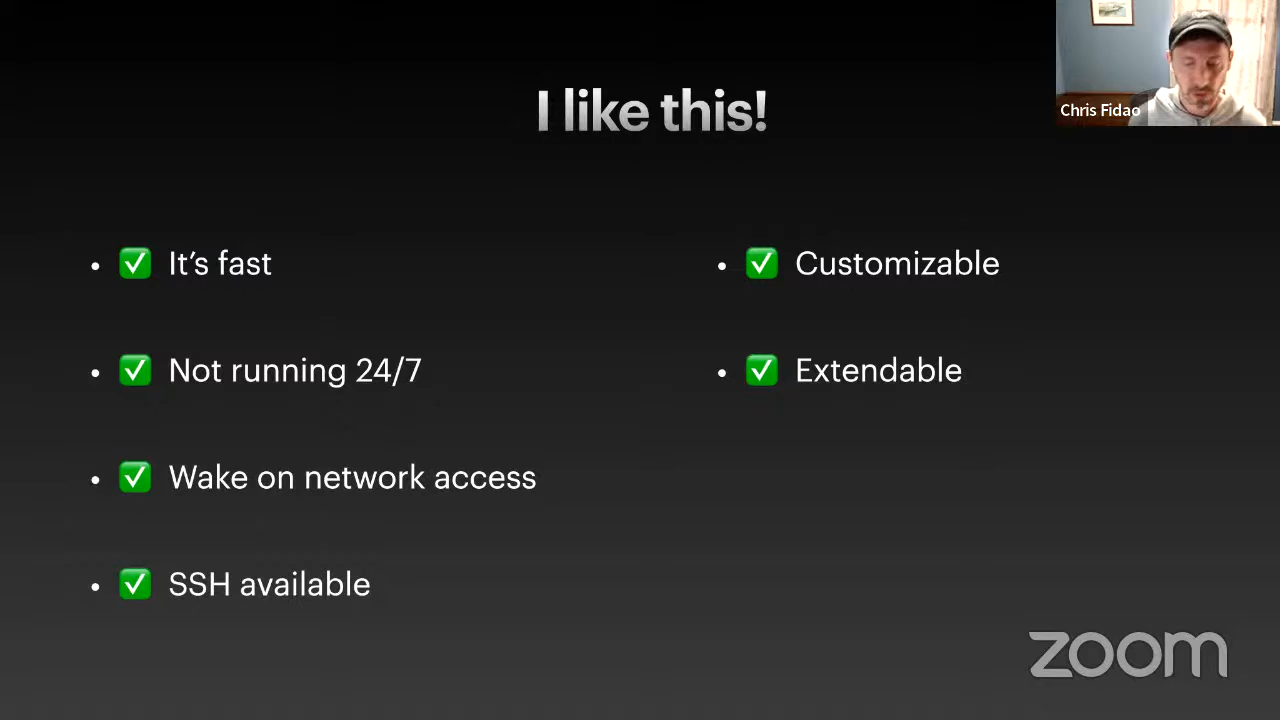 I like this!
Chris Fidao
• ✅ It’s fast
• ✅ Not running 24/7
• ✅ Wake on network access
• ✅ SSH available
• ✅ Customizable
• ✅ Extendable
zoom